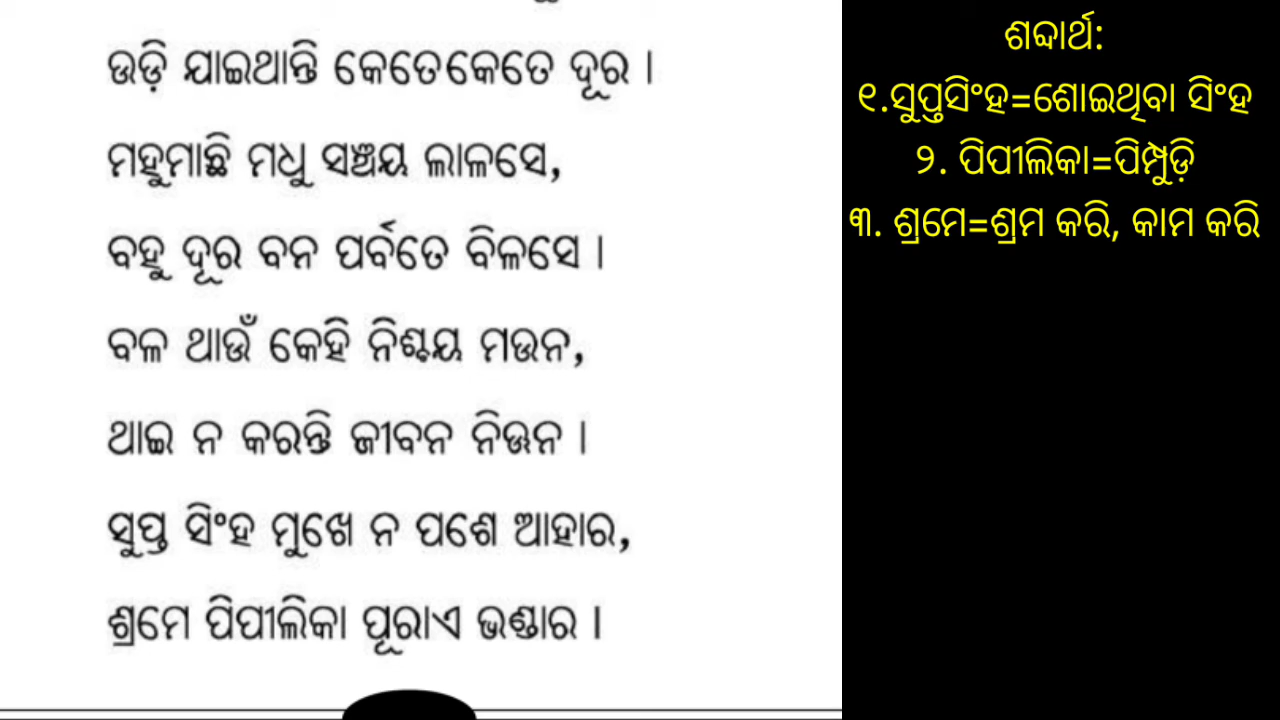 ଉଡ଼ି ଯାଇଥାନ୍ତି କେତେକେତେ ଦୂର ।
ମହୁମାଛି ମଧୁ ସଞ୍ଚୟ ଲାଳସେ,
ବହୁ ଦୂର ବନ ପର୍ବତେ ବିଳସେ ।
ବଳ ଥାଉଁ କେହି ନିଶ୍ଚୟ ମଉନ,
ଥାଇ ନ କରନ୍ତି ଜୀବନ ନିଊନ ।
ସୁପ୍ତ ସିଂହ ମୁଖେ ନ ପଶେ ଆହାର,
ଶ୍ରମେ ପିପୀଲିକା ପୂରାଏ ଭଣ୍ଡାର ।
ଶବ୍ଦାର୍ଥ:
୧.ସୁପ୍ତସିଂହ=ଶୋଇଥିବା ସିଂହ
୨. ପିପୀଲିକା=ପିମ୍ପୁଡ଼ି
୩. ଶ୍ରମେ=ଶ୍ରମ କରି, କାମ କରି